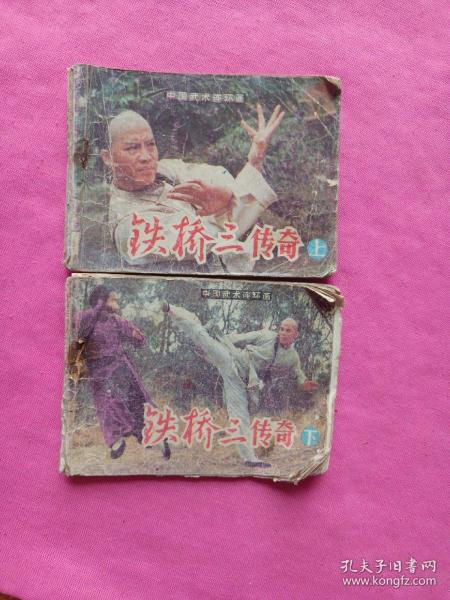 中国武术连环画
铁桥三传奇 上
中国武术连环画
铁桥三传奇 下
孔夫子旧书网
www.kongfz.com